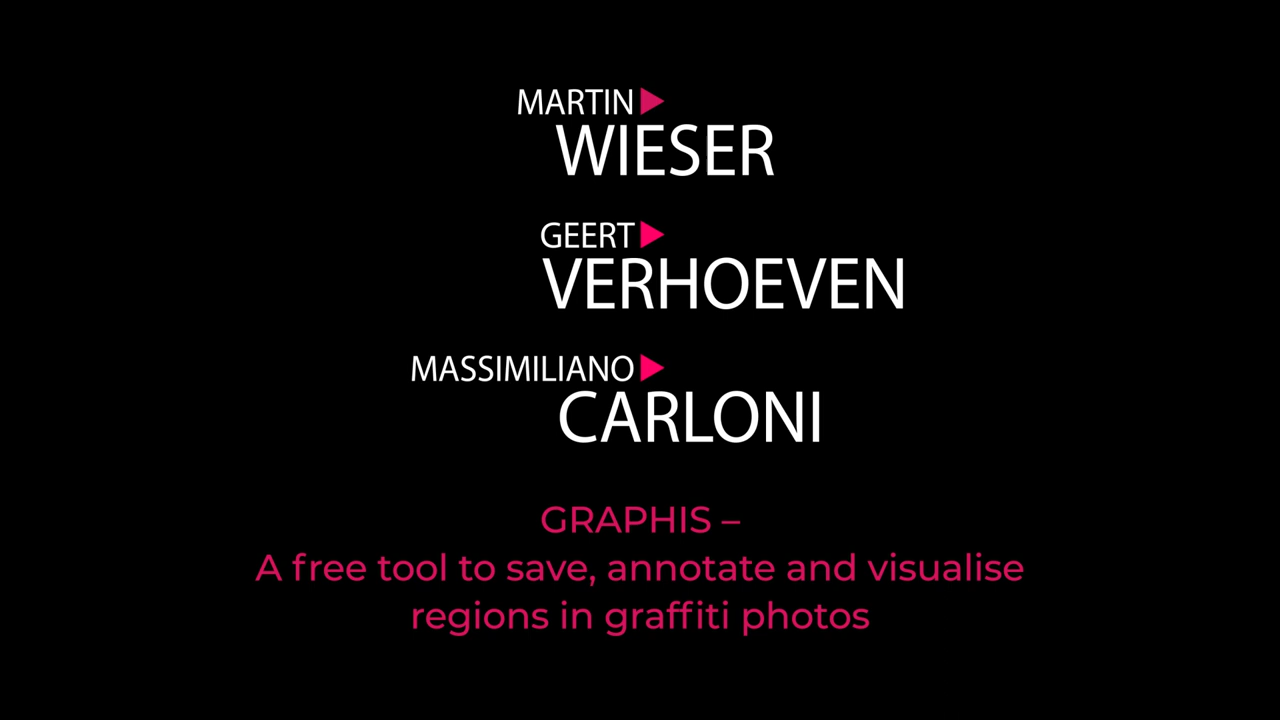 MARTIN
WIESER
GEERT
VERHOEVEN
MASSIMILIANO
CARLONI
GRAPHIS –
A free tool to save, annotate and visualise
regions in graffiti photos